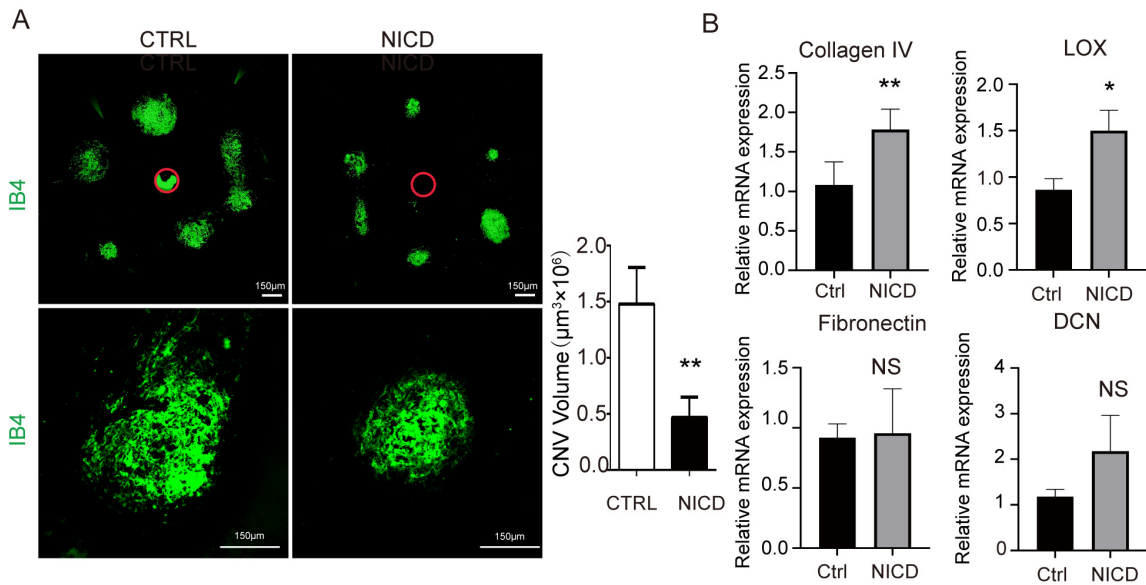 A
CTRL
NICD
CTRL
NICD
IB4
150μm
150μm
IB4
150μm
150μm
CNV Volume (μm³×10⁶)
2.0
1.5
1.0
0.5
0.0
**
CTRL
NICD
B
Collagen IV
Relative mRNA expression
2.5
2.0
1.5
1.0
0.5
0.0
**
Ctrl
NICD
LOX
Relative mRNA expression
2.0
1.5
1.0
0.5
0.0
*
Ctrl
NICD
Fibronectin
Relative mRNA expression
1.5
1.0
0.5
0.0
NS
Ctrl
NICD
DCN
Relative mRNA expression
4
3
2
1
0
NS
Ctrl
NICD